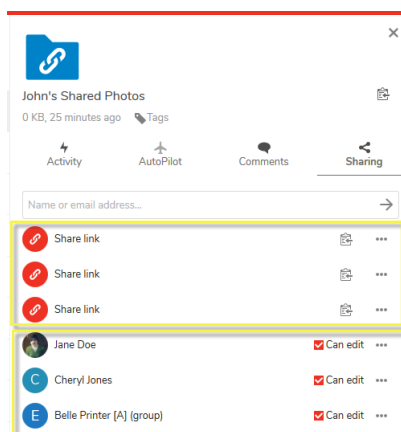 John's Shared Photos
0 KB, 25 minutes ago Tags
Activity AutoPilot Comments Sharing
Name or email address...
Share link
Share link
Share link
Jane Doe Can edit
C Cheryl Jones Can edit
E Belle Printer [A] (group) Can edit